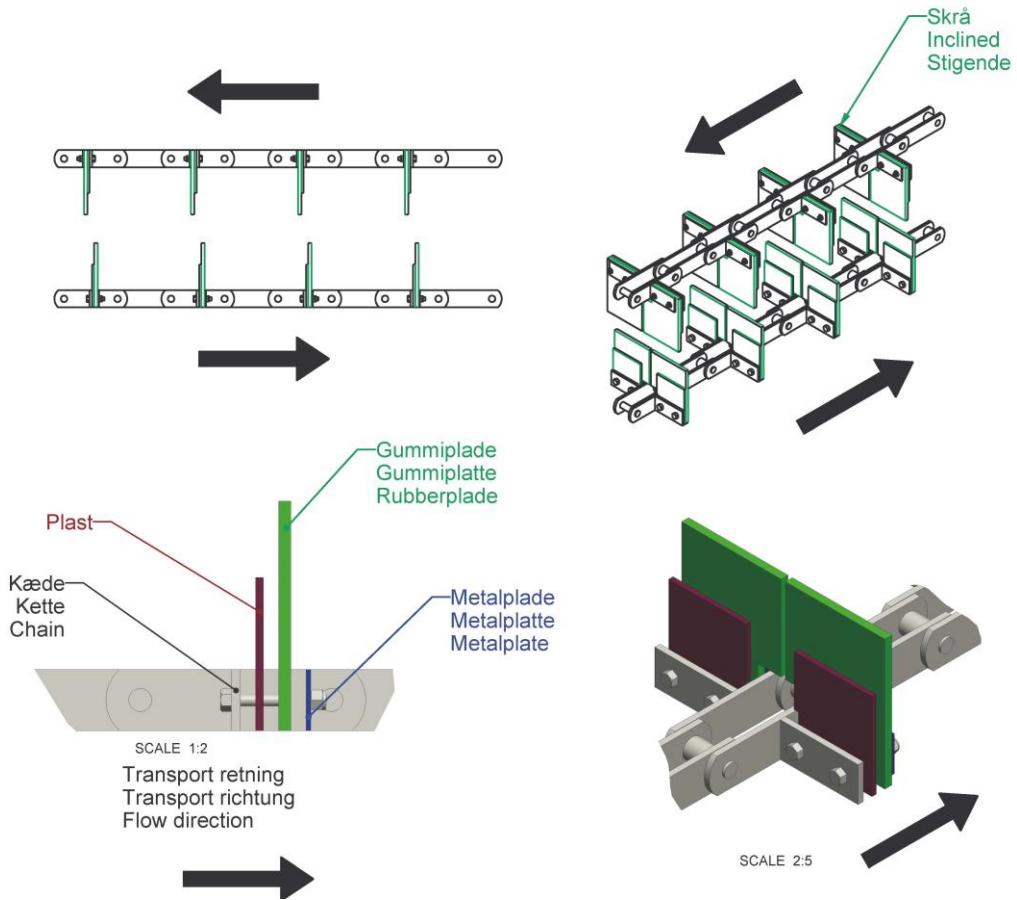 Skrå
Inclined
Stigende
Gummiplade
Gummiplatte
Rubberplade
Plast
Kæde
Kette
Chain
Metalplade
Metalplatte
Metalplate
SCALE 1:2
Transport retning
Transport richtung
Flow direction
SCALE 2:5